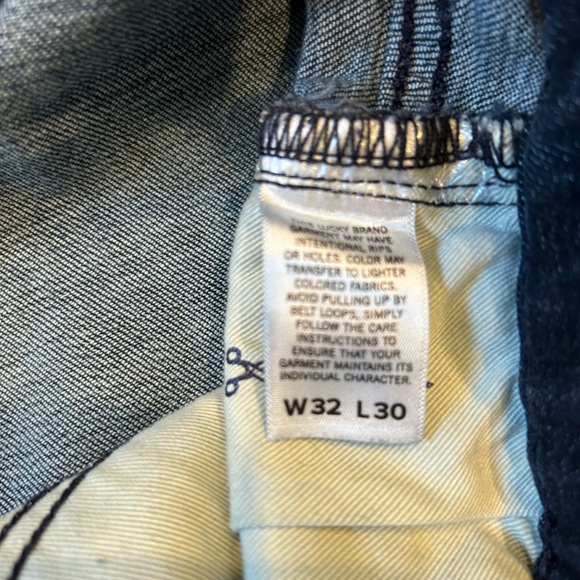 THIS LUCKY BRAND
GARMENT MAY HAVE
INTENTIONAL RIPS
OR HOLES. COLOR MAY
TRANSFER TO LIGHTER
COLORED FABRICS.
AVOID PULLING UP BY
BELT LOOPS, SIMPLY
FOLLOW THE CARE
INSTRUCTIONS TO
ENSURE THAT YOUR
GARMENT MAINTAINS ITS
INDIVIDUAL CHARACTER.
W32 L30